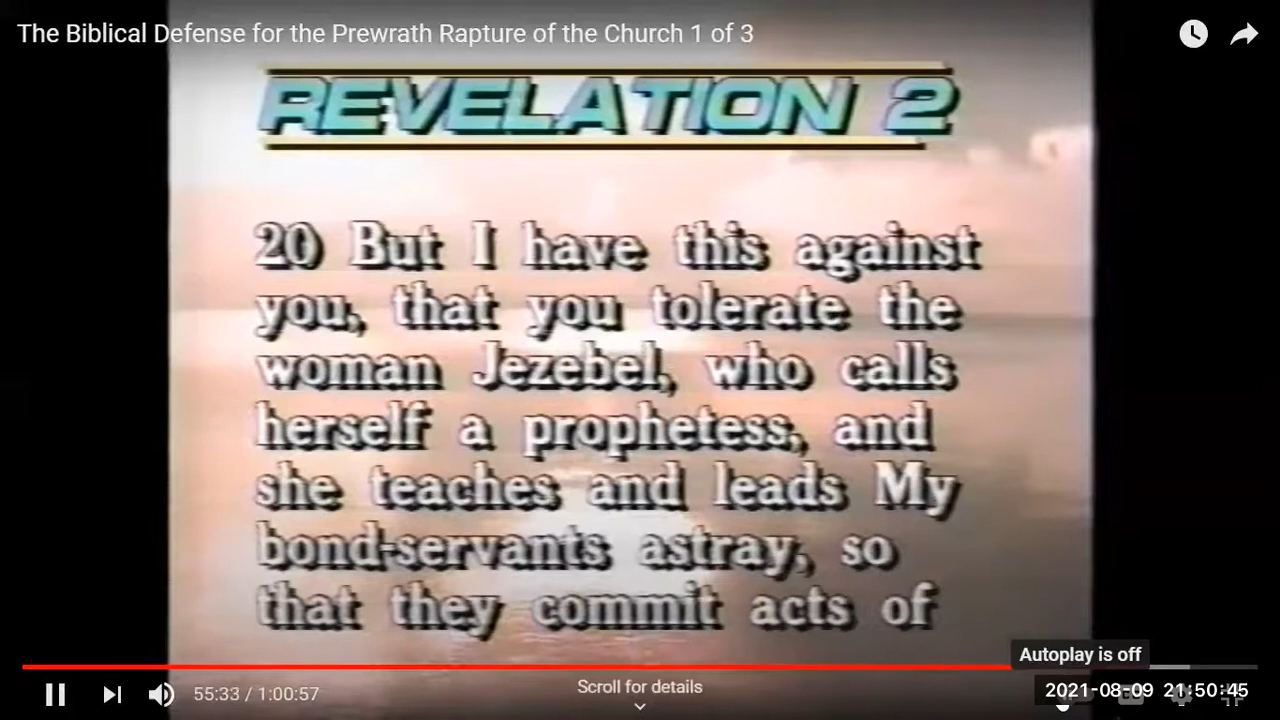 The Biblical Defense for the Prewrath Rapture of the Church 1 of 3
REVELATION 2
20 But I have this against
you, that you tolerate the
woman Jezebel, who calls
herself a prophetess, and
she teaches and leads My
bond-servants astray, so
that they commit acts of
Autoplay is off
55:33 / 1:00:57
Scroll for details
2021-08-09 21:50:45